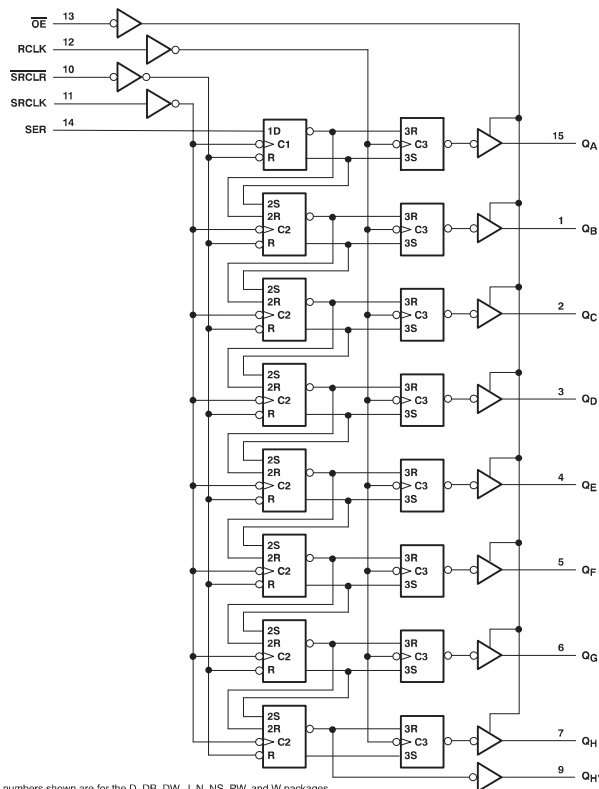 OE 13
RCLK 12
SRCLR 10
SRCLK 11
SER 14
1D
C1
R
3R
C3
3S
15 QA
2S
2R
C2
R
3R
C3
3S
1 QB
2S
2R
C2
R
3R
C3
3S
2 QC
2S
2R
C2
R
3R
C3
3S
3 QD
2S
2R
C2
R
3R
C3
3S
4 QE
2S
2R
C2
R
3R
C3
3S
5 QF
2S
2R
C2
R
3R
C3
3S
6 QG
2S
2R
C2
R
3R
C3
3S
7 QH
9 QH'
numbers shown are for the D, DB, DW, J, N, NS, PW, and W packages